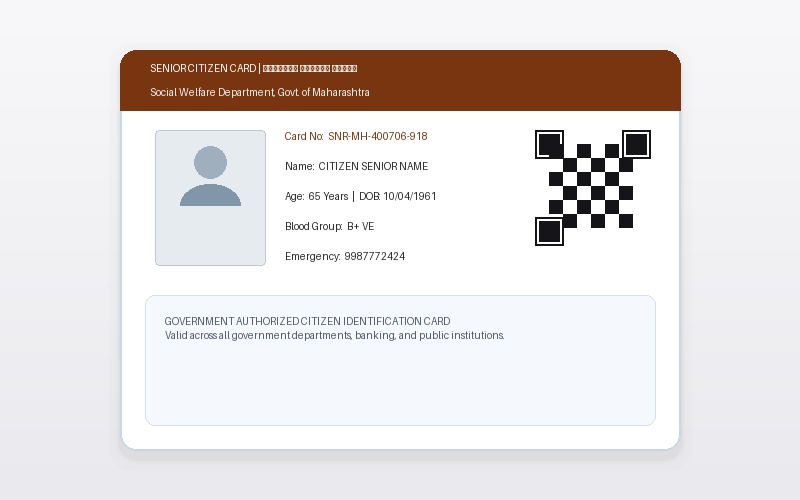 SENIOR CITIZEN CARD |
Social Welfare Department, Govt. of Maharashtra
Card No: SNR-MH-400706-918
Name: CITIZEN SENIOR NAME
Age: 65 Years | DOB: 10/04/1961
Blood Group: B+ VE
Emergency: 9987772424
GOVERNMENT AUTHORIZED CITIZEN IDENTIFICATION CARD
Valid across all government departments, banking, and public institutions.